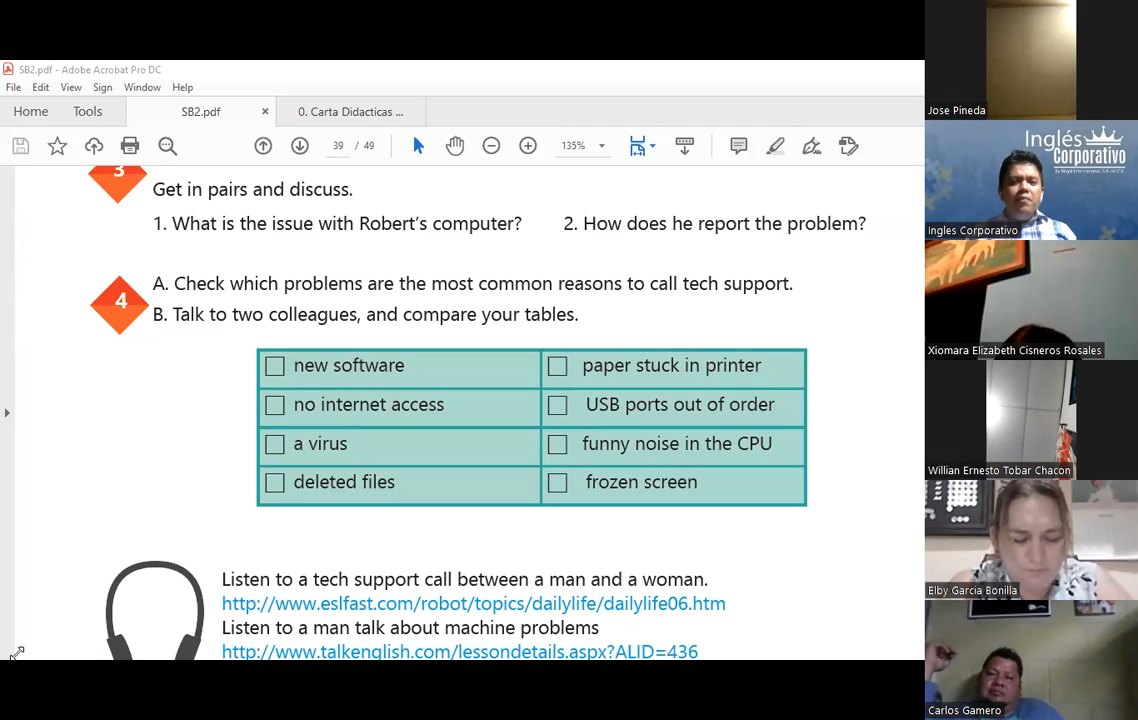 SB2.pdf - Adobe Acrobat Pro DC
File Edit View Sign Window Help
Home Tools SB2.pdf × 0. Carta Didacticas ...
39 / 49 135%
3
Get in pairs and discuss.
1. What is the issue with Robert's computer? 2. How does he report the problem?
4
A. Check which problems are the most common reasons to call tech support.
B. Talk to two colleagues, and compare your tables.
new software paper stuck in printer
no internet access USB ports out of order
a virus funny noise in the CPU
deleted files frozen screen
Listen to a tech support call between a man and a woman.
http://www.eslfast.com/robot/topics/dailylife/dailylife06.htm
Listen to a man talk about machine problems
http://www.talkenglish.com/lessondetails.aspx?ALID=436
Jose Pineda
Inglés
Corporativo
Ingles Corporativo
Xiomara Elizabeth Cisneros Rosales
Willian Ernesto Tobar Chacon
Elby Garcia Bonilla
Carlos Gamero